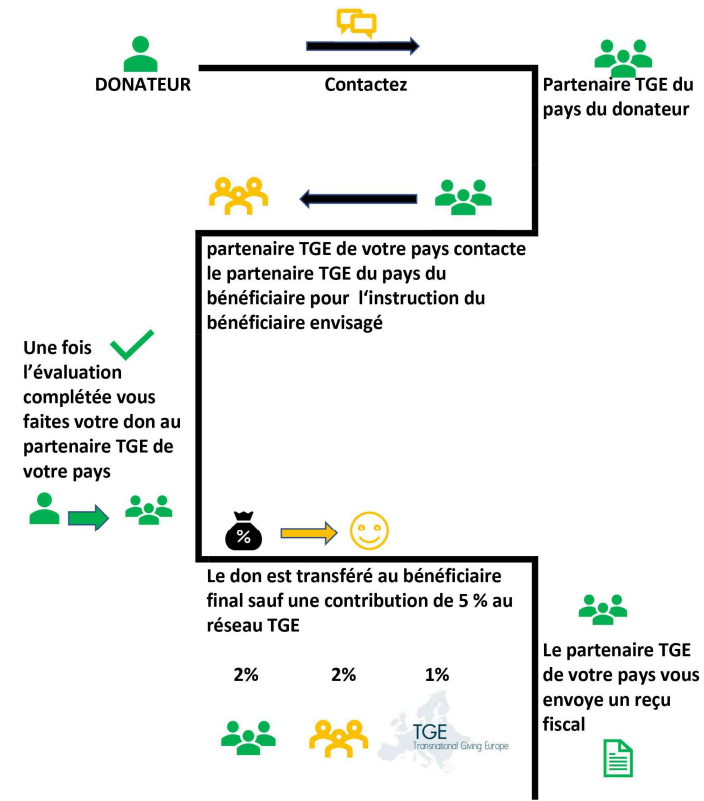 DONATEUR
Contactez
Partenaire TGE du
pays du donateur
partenaire TGE de votre pays contacte
le partenaire TGE du pays du
bénéficiaire pour l‘instruction du
bénéficiaire envisagé
Une fois
l’évaluation
complétée vous
faites votre don au
partenaire TGE de
votre pays
%
Le don est transféré au bénéficiaire
final sauf une contribution de 5 % au
réseau TGE
2%
2%
1%
TGE
Transnational Giving Europe
Le partenaire TGE
de votre pays vous
envoye un reçu
fiscal